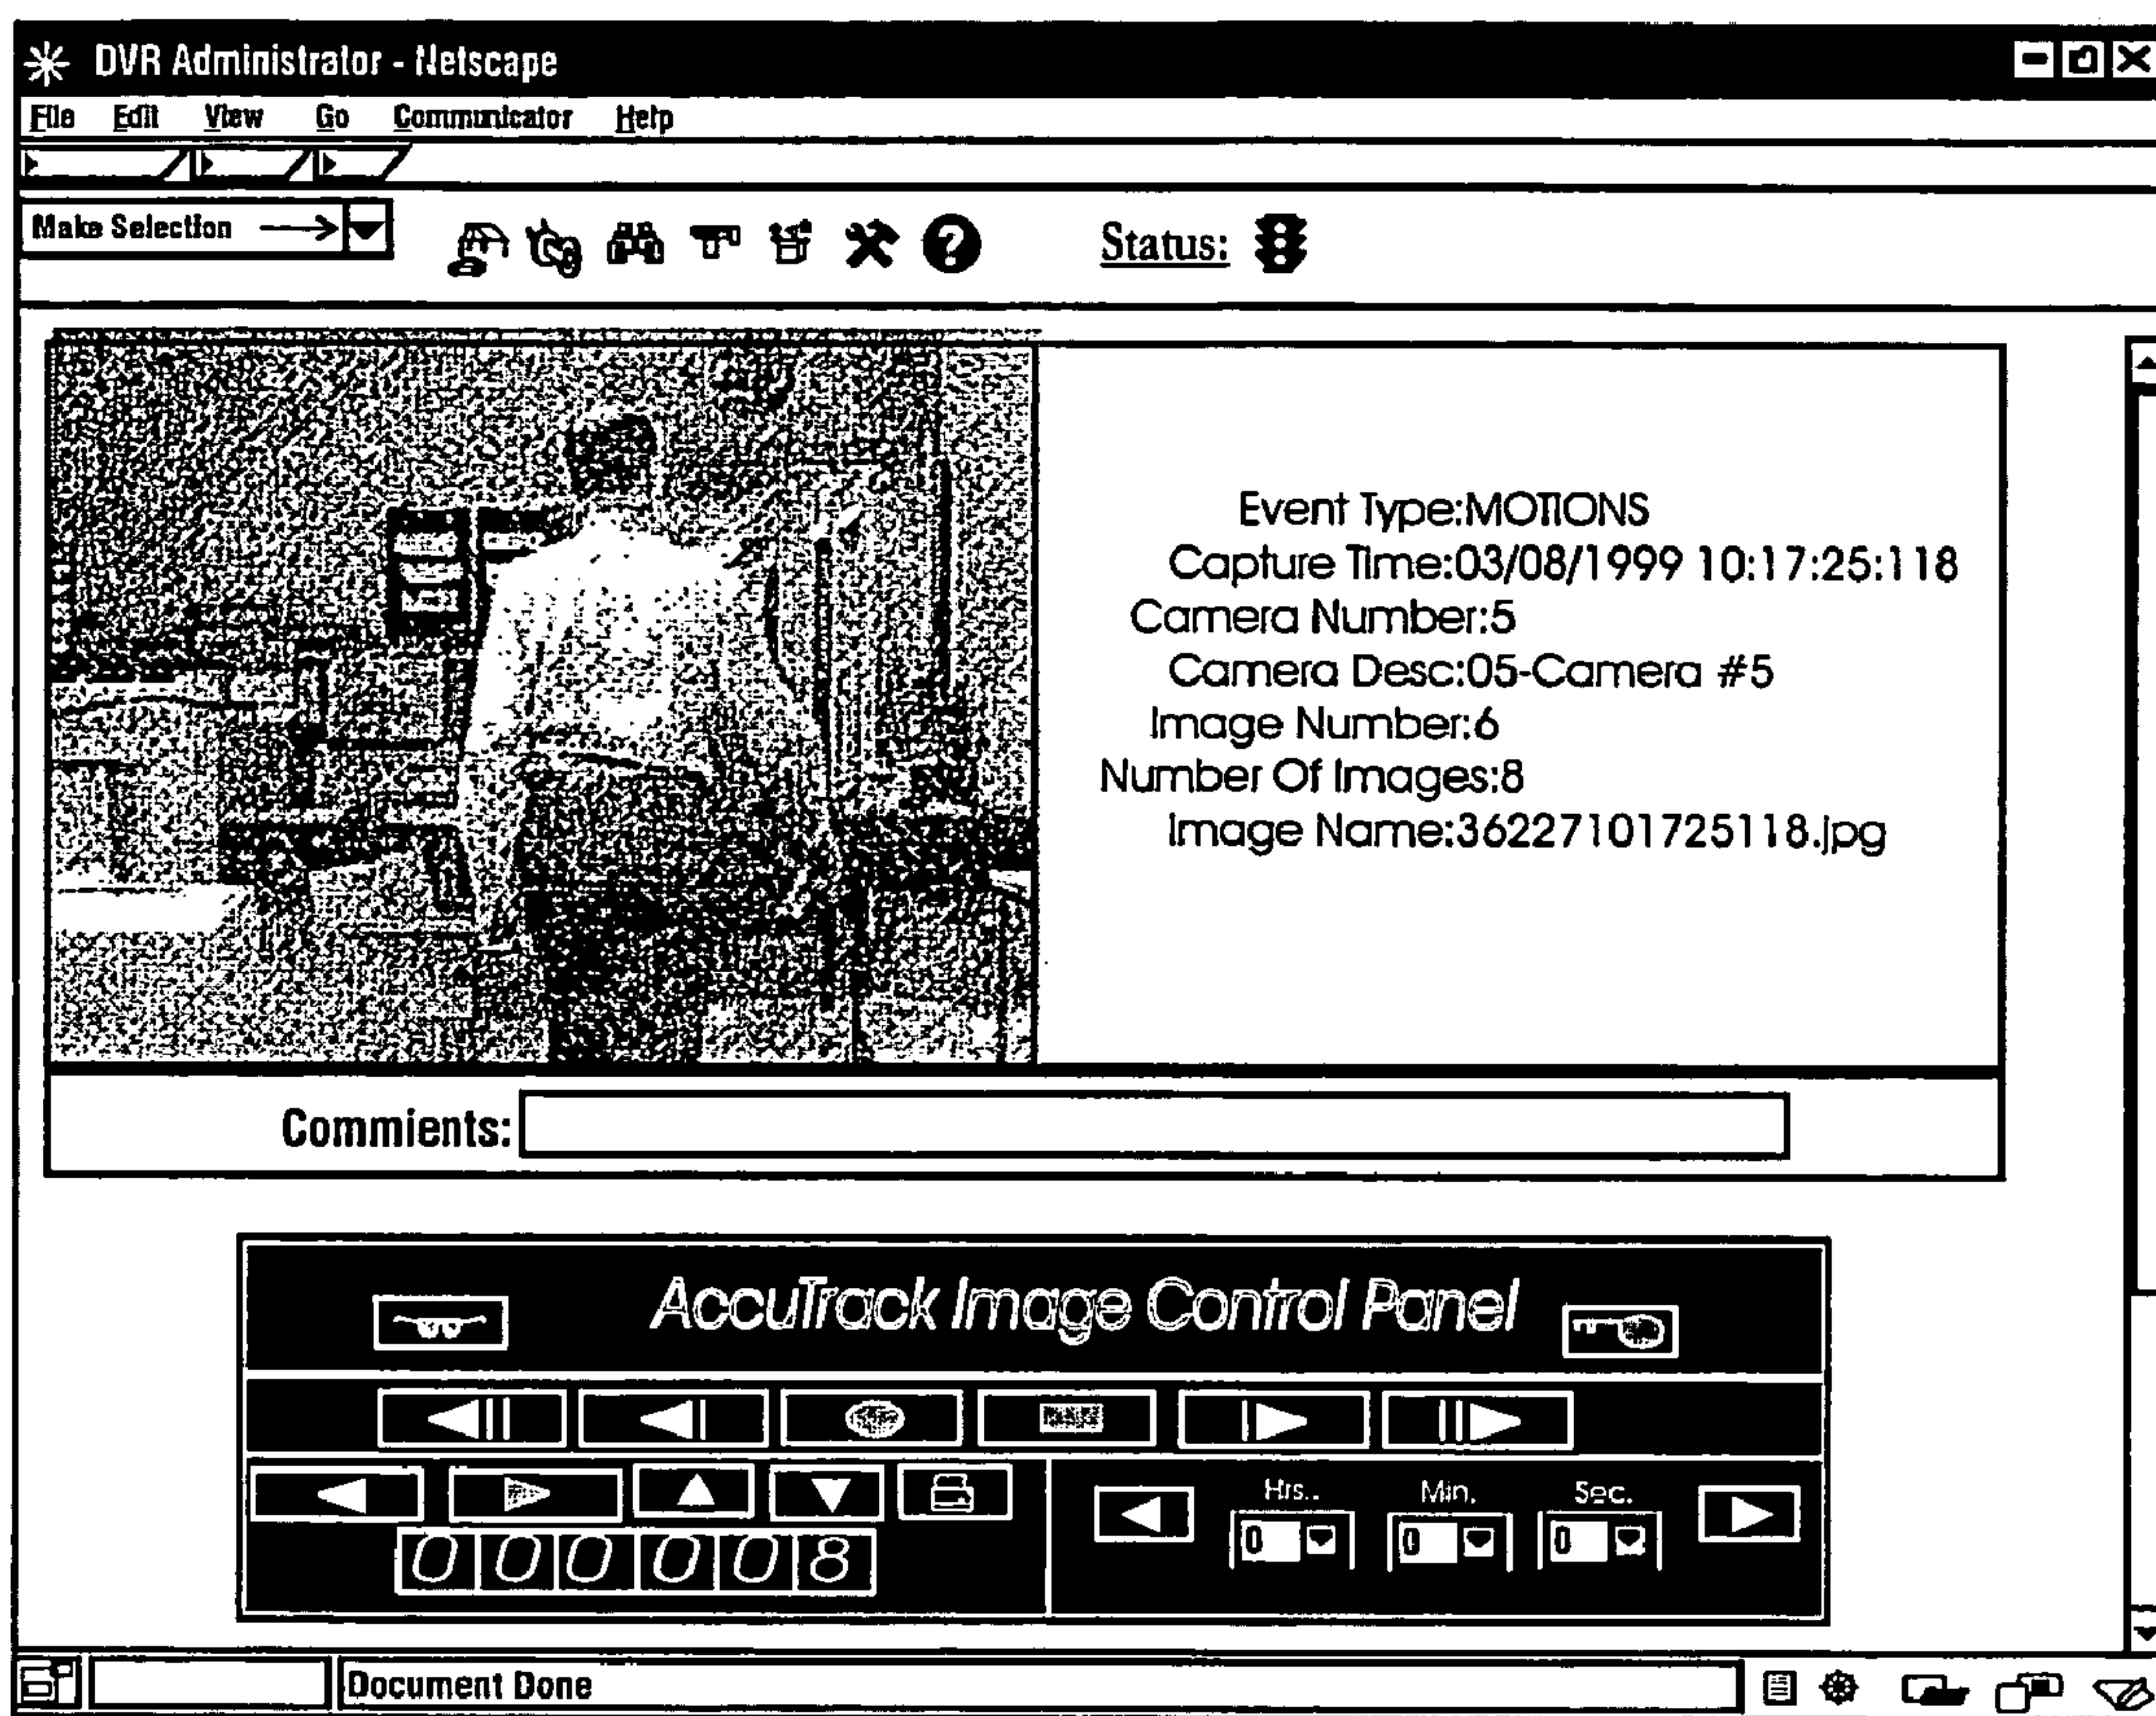 DVR Administrator - Netscape
File Edit View Go Communicator Help
Make Selection
Status:
Event Type:MOTIONS
Capture Time:03/08/1999 10:17:25:118
Camera Number:5
Camera Desc:05-Camera #5
Image Number:6
Number Of Images:8
Image Name:36227101725118.jpg
Commients:
AccuTrack Image Control Panel
Hrs.. Min. Sec.
0 0 0
000008
Document Done